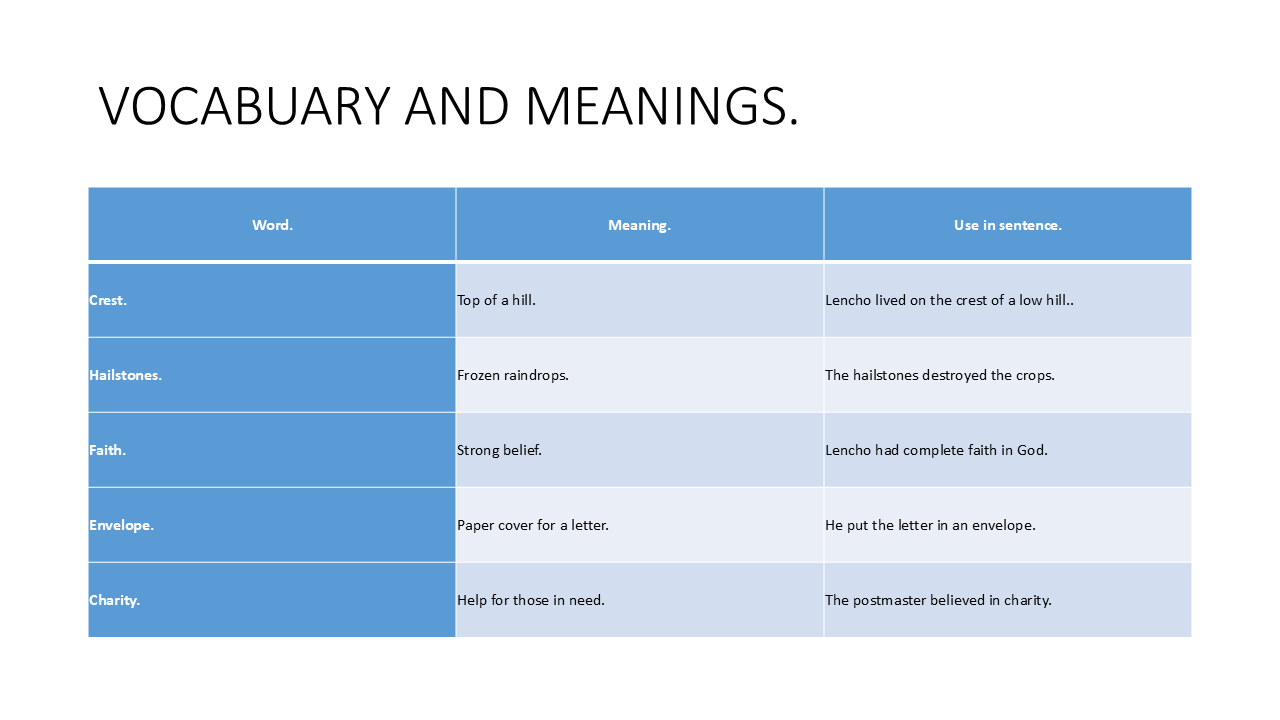 VOCABUARY AND MEANINGS.
Word. Meaning. Use in sentence.
Crest. Top of a hill. Lencho lived on the crest of a low hill..
Hailstones. Frozen raindrops. The hailstones destroyed the crops.
Faith. Strong belief. Lencho had complete faith in God.
Envelope. Paper cover for a letter. He put the letter in an envelope.
Charity. Help for those in need. The postmaster believed in charity.